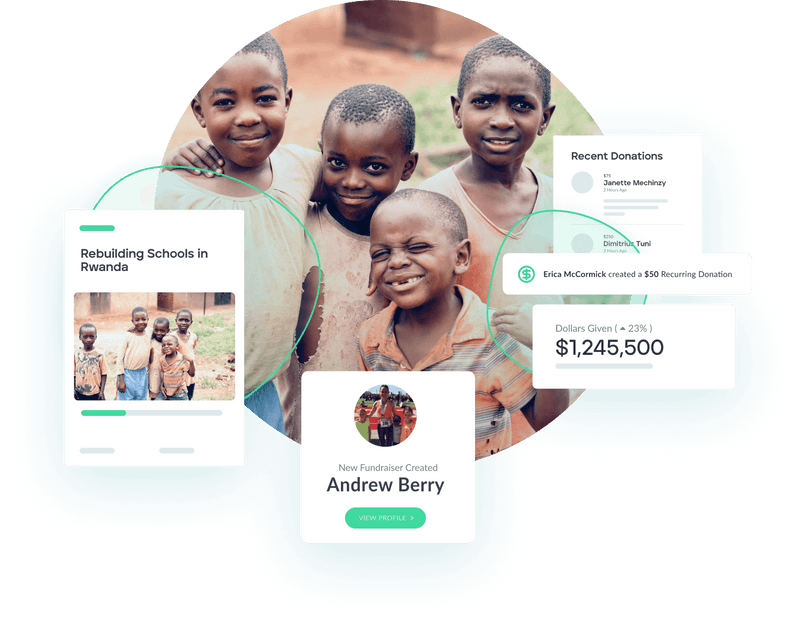 Recent Donations
$75
Janette Mechinzy
2 Hours Ago
$250
Dimitrius Tuni
2 Hours Ago
Erica McCormick created a $50 Recurring Donation
Dollars Given ( 23% )
$1,245,500
Rebuilding Schools in
Rwanda
New Fundraiser Created
Andrew Berry
VIEW PROFILE >